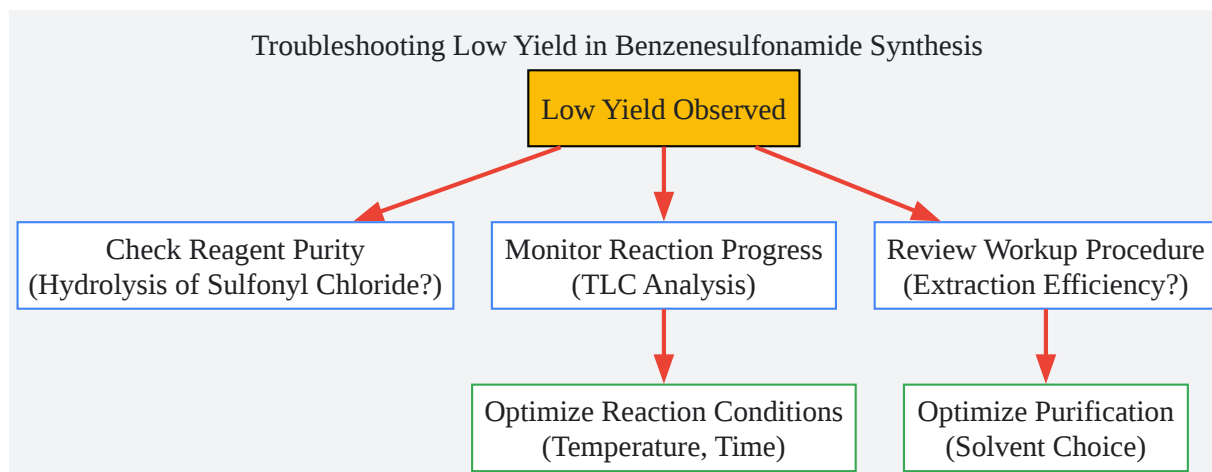 Troubleshooting Low Yield in Benzenesulfonamide Synthesis
Low Yield Observed
Check Reagent Purity
(Hydrolysis of Sulfonyl Chloride?)
Monitor Reaction Progress
(TLC Analysis)
Review Workup Procedure
(Extraction Efficiency?)
Optimize Reaction Conditions
(Temperature, Time)
Optimize Purification
(Solvent Choice)